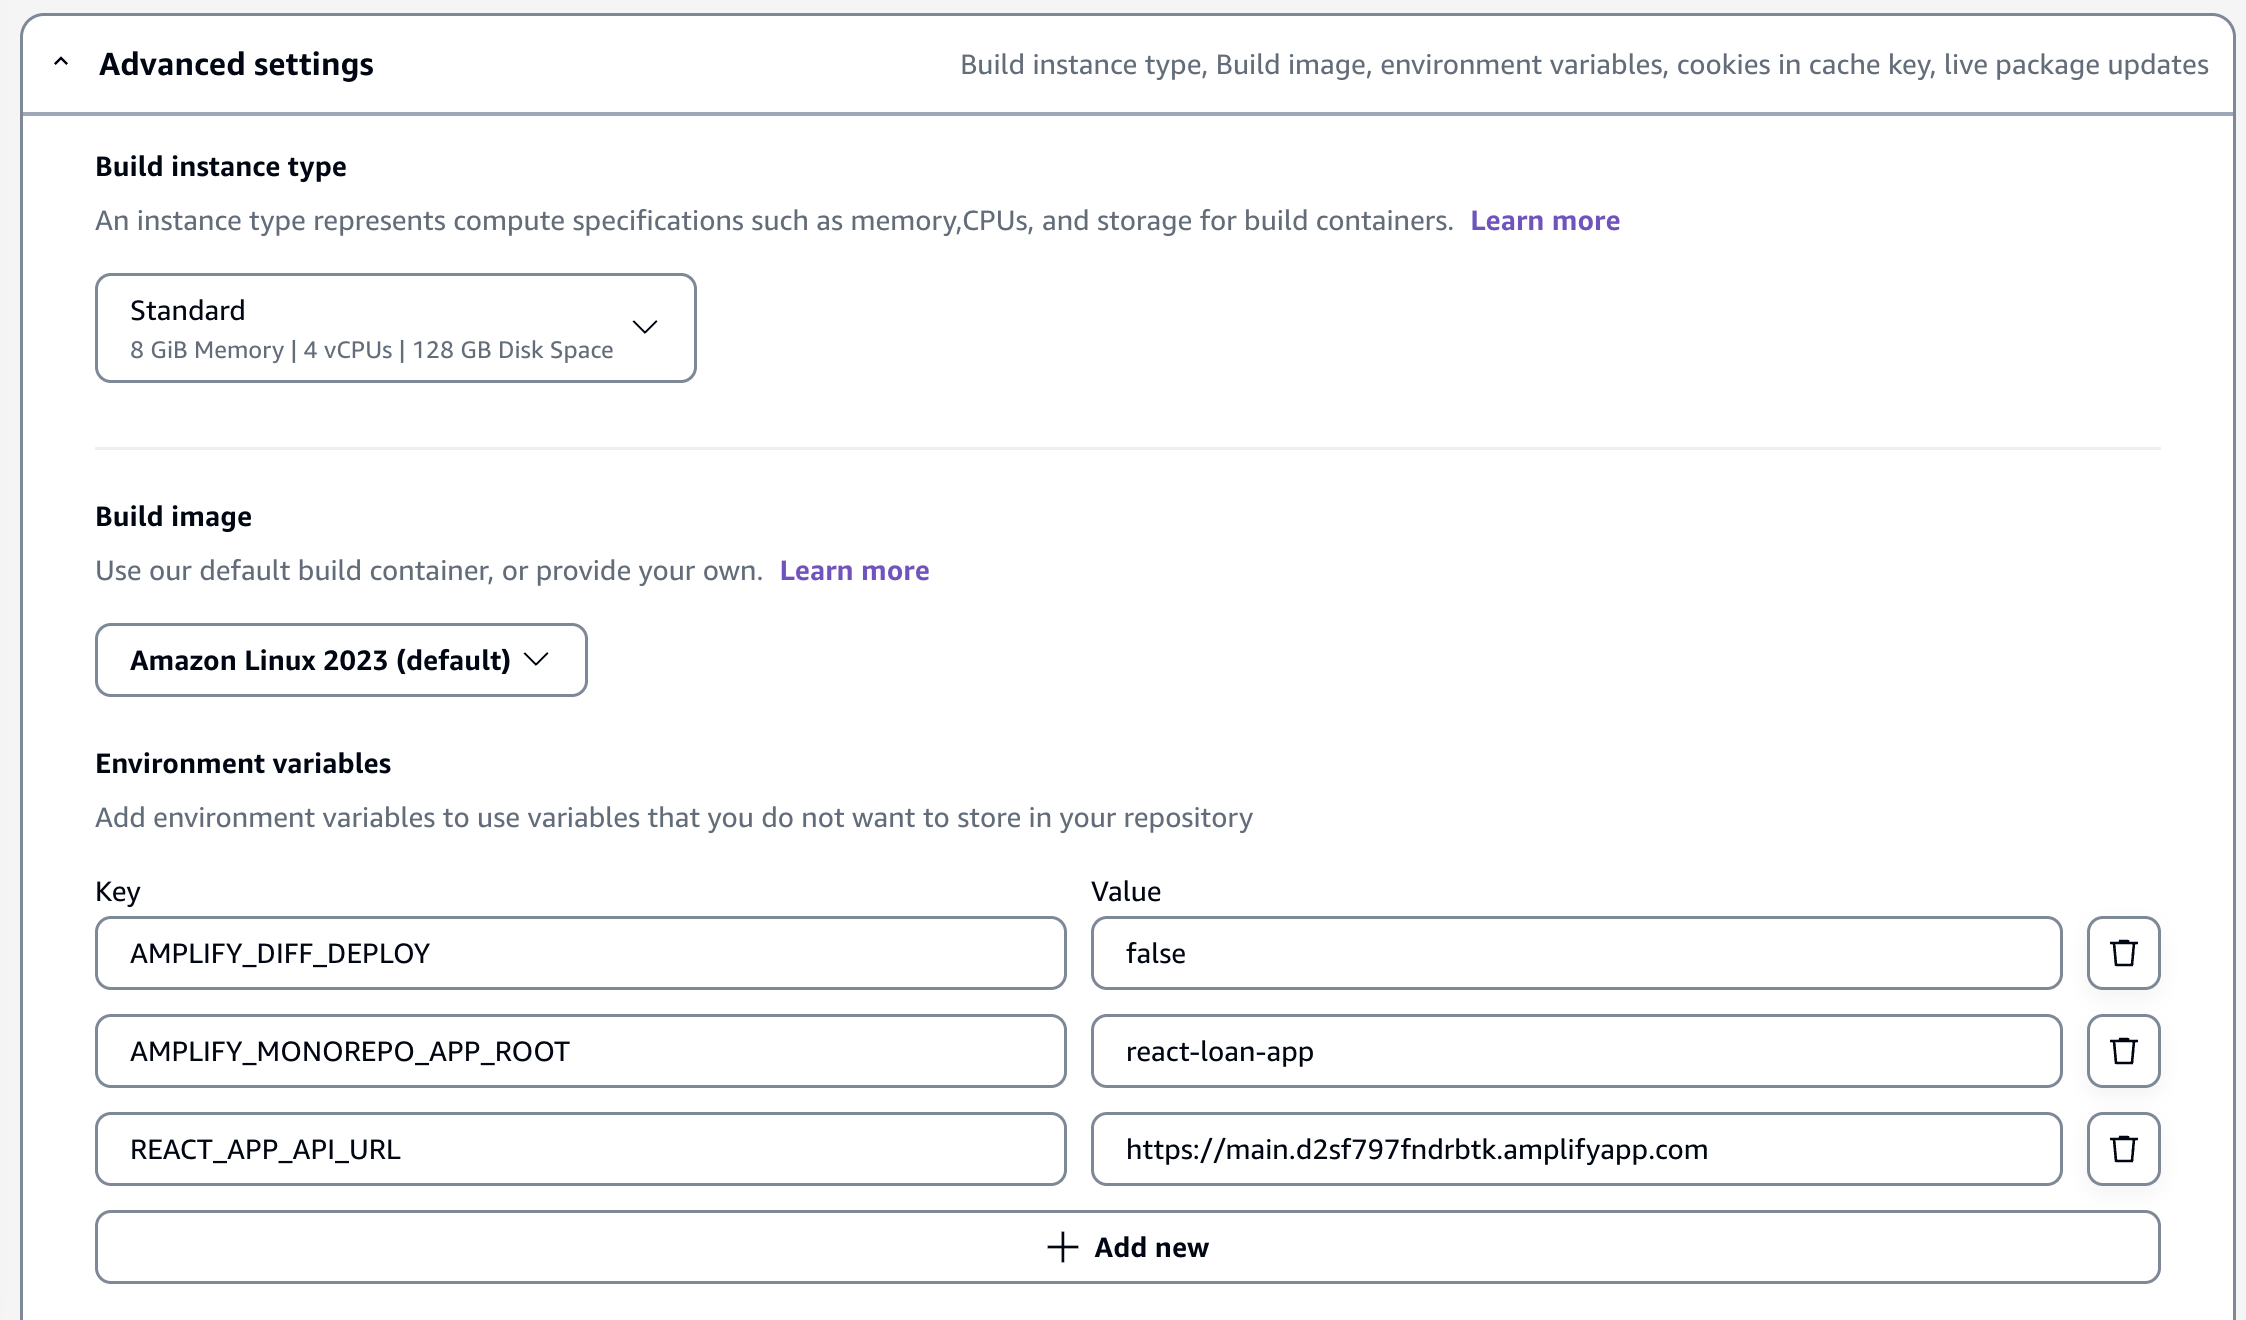 Advanced settings
Build instance type, Build image, environment variables, cookies in cache key, live package updates
Build instance type
An instance type represents compute specifications such as memory,CPUs, and storage for build containers. Learn more
Standard
8 GiB Memory | 4 vCPUs | 128 GB Disk Space
Build image
Use our default build container, or provide your own. Learn more
Amazon Linux 2023 (default)
Environment variables
Add environment variables to use variables that you do not want to store in your repository
Key Value
AMPLIFY_DIFF_DEPLOY false
AMPLIFY_MONOREPO_APP_ROOT react-loan-app
REACT_APP_API_URL https://main.d2sf797fndrbtk.amplifyapp.com
Add new